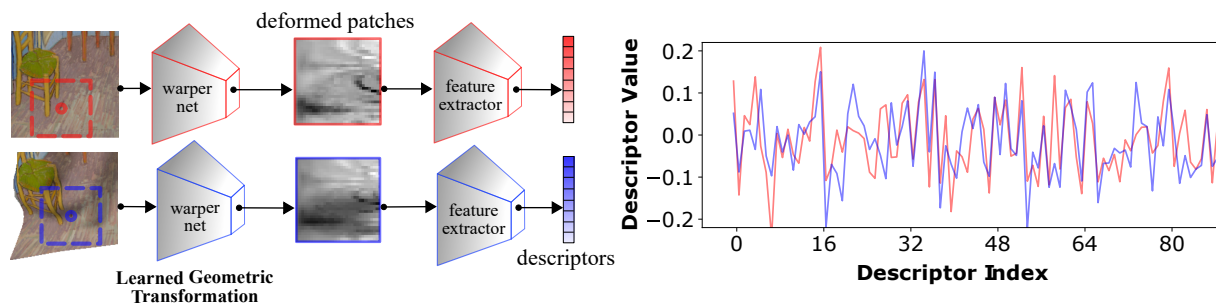 deformed patches
warper
net
feature
extractor
warper
net
feature
extractor
descriptors
Learned Geometric
Transformation
Descriptor Value
0.2
0.1
0.0
−0.1
−0.2
0
16
32
48
64
80
Descriptor Index